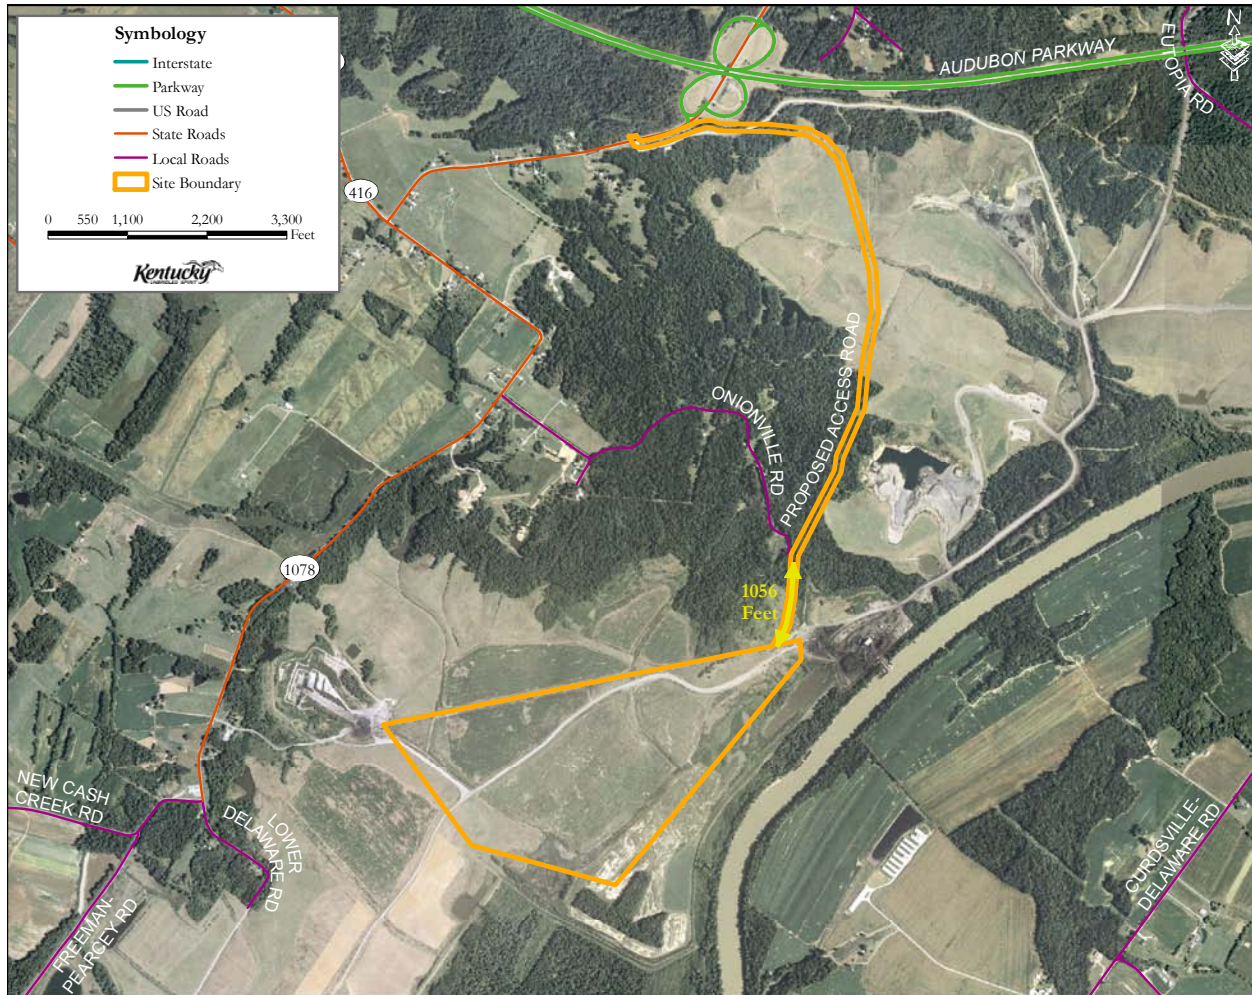 Symbology
Interstate
Parkway
US Road
State Roads
Local Roads
Site Boundary
0 550 1,100 2,200 3,300
Feet
Kentucky
UNBRIDLED SPIRIT
N
AUDUBON PARKWAY
EUTOPIA RD
416
ONIONVILLE RD
PROPOSED ACCESS ROAD
1078
1056
Feet
NEW CASH
CREEK RD
LOWER
DELAWARE RD
FREEMAN-
PEARCEY RD
CURDSVILLE-
DELAWARE RD